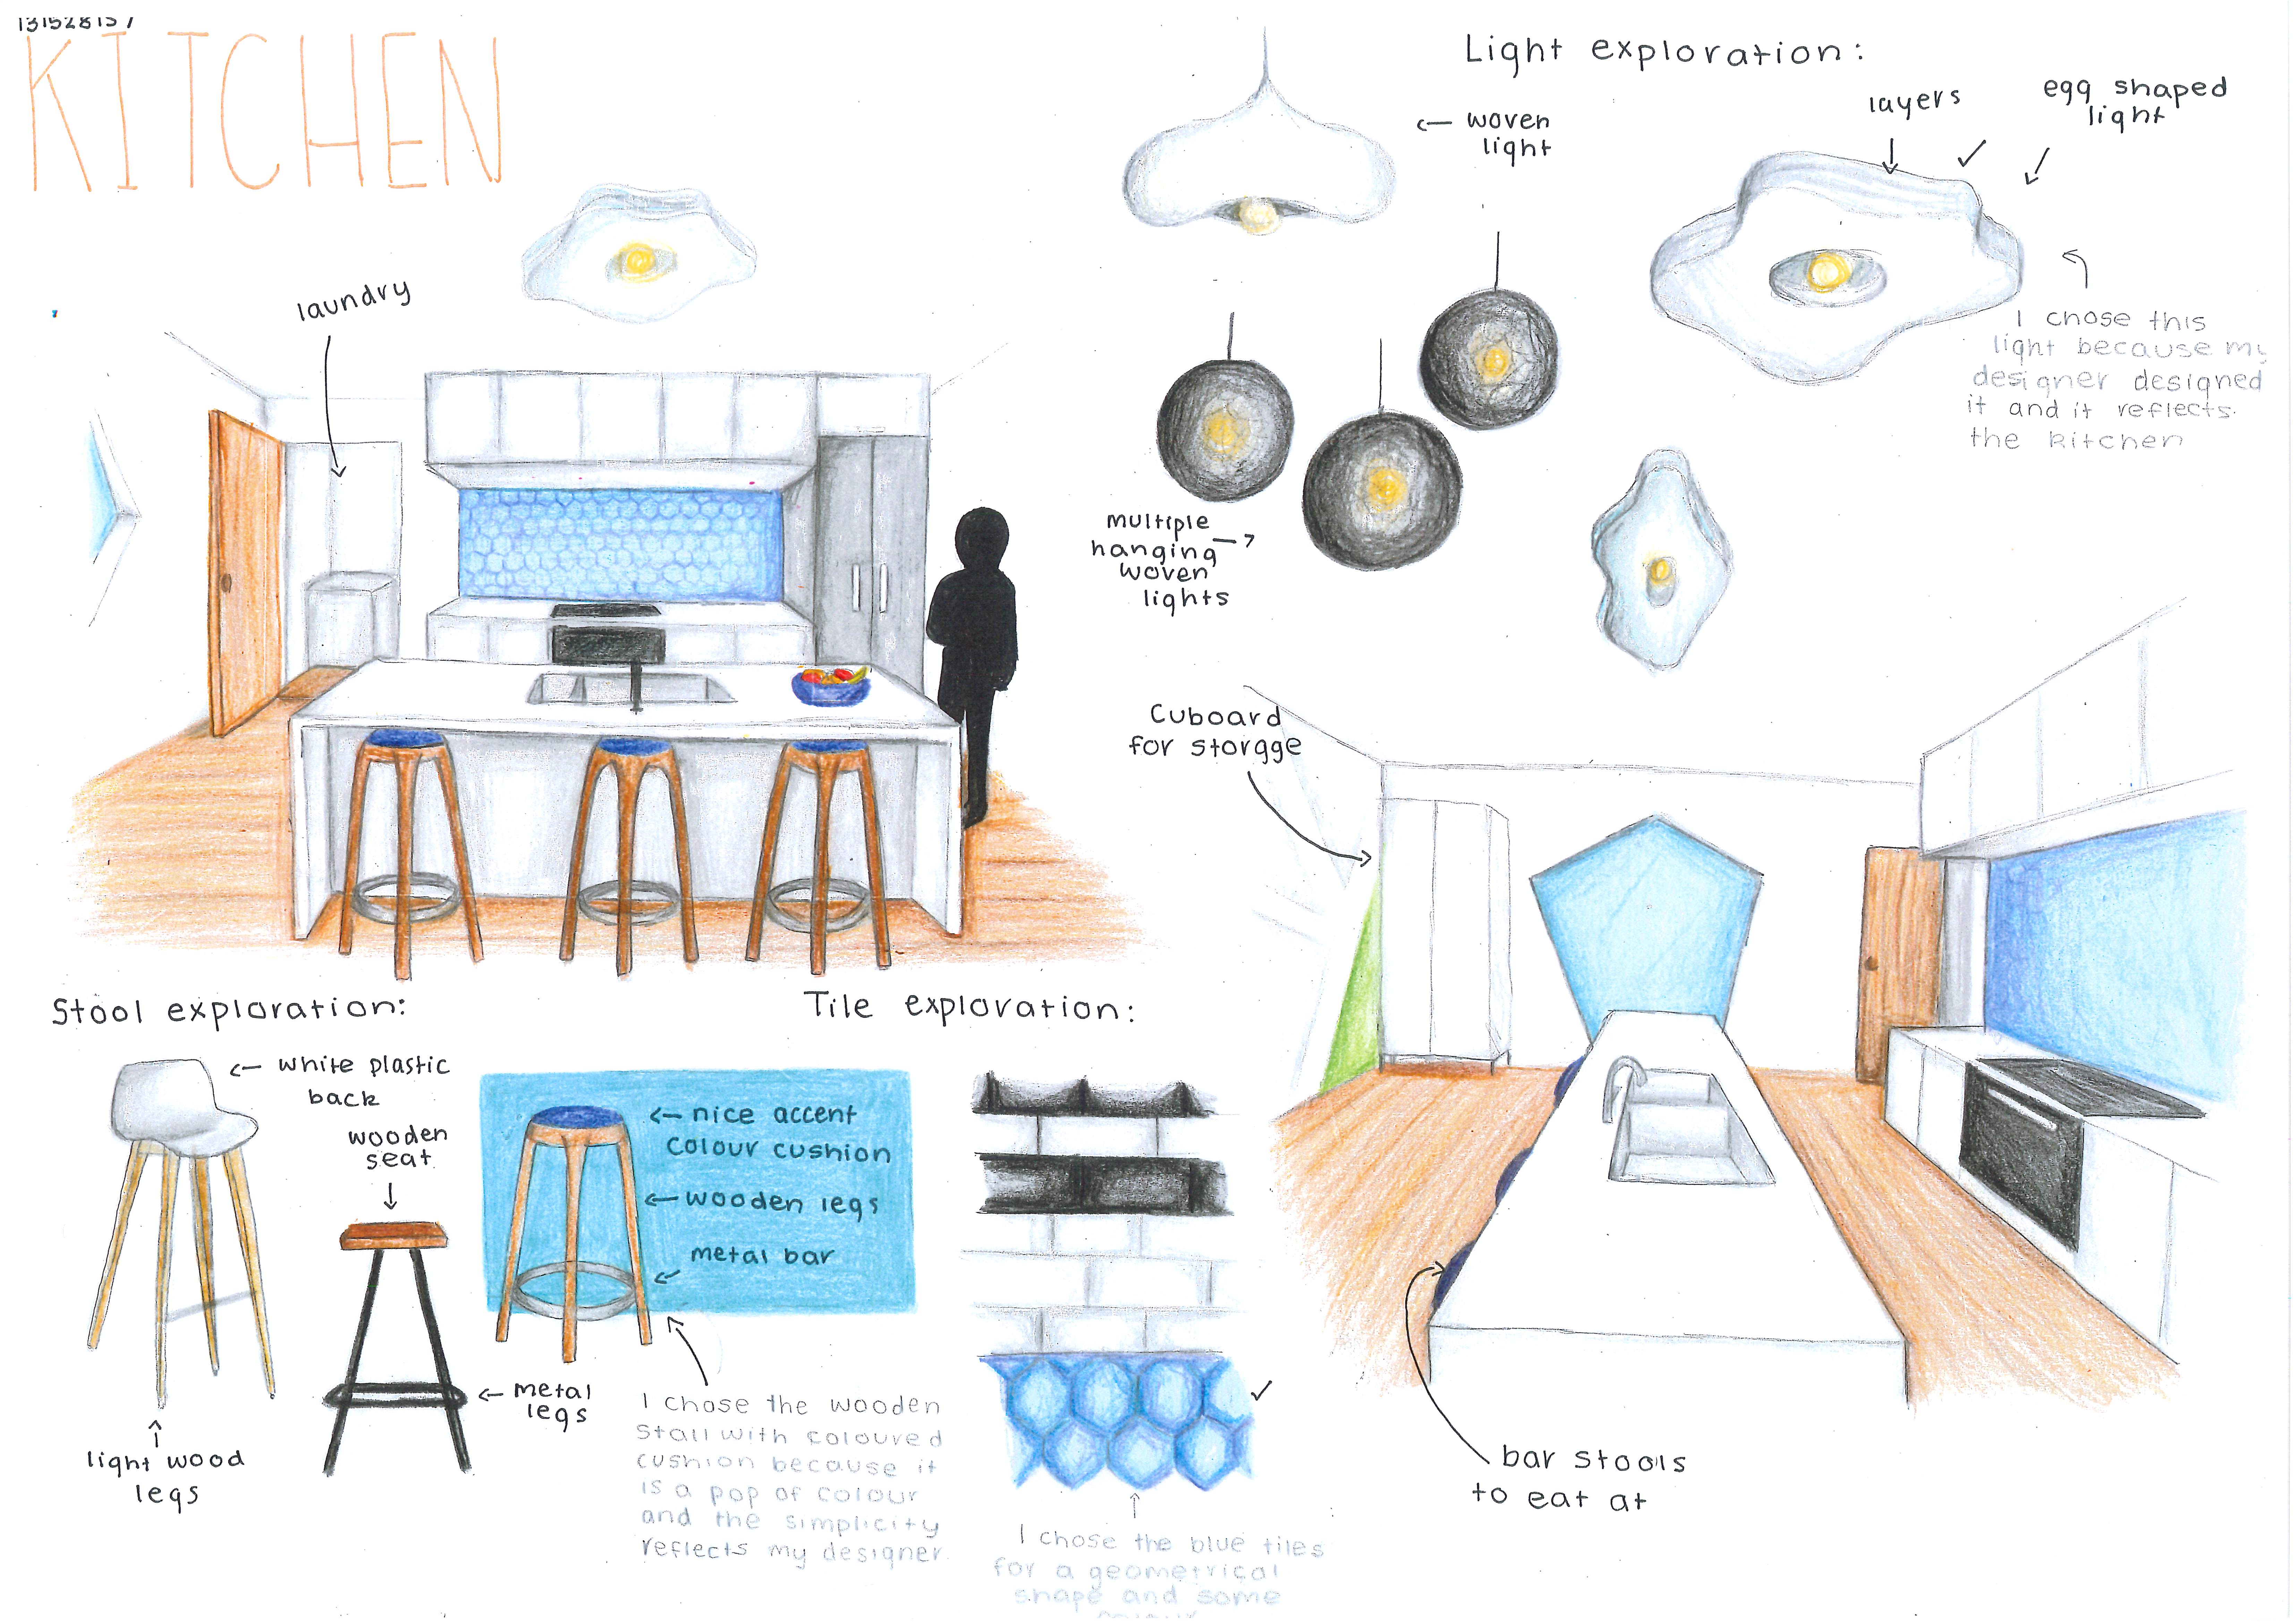 KITCHEN
Light exploration:
layers
egg shaped
light
← woven
light
I chose this
light because my
designer designed
it and it reflects
the kitchen
laundry
multiple
hanging
woven
lights
Cuboard
for storgge
Stool exploration:
← white plastic
back
wooden
seat
← metal
legs
light wood
legs
← nice accent
colour cushion
← wooden legs
metal bar
I chose the wooden
Stall with coloured
cushion because it
is a pop of colour
and the simplicity
reflects my designer
Tile exploration:
I chose the blue tiles
for a geometrical
shape and some
bar stools
to eat at